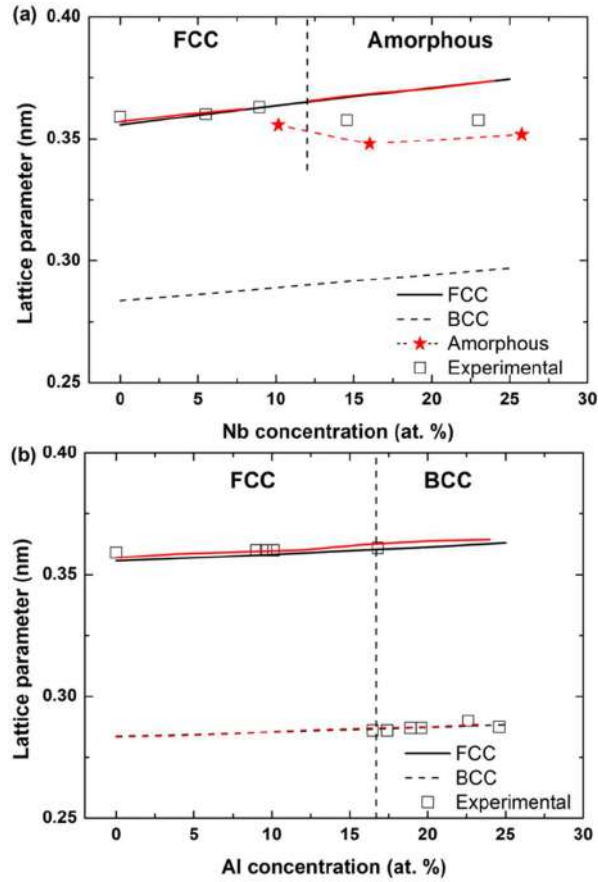 (a)
FCC Amorphous
0.40
0.35
0.30
0.25
Lattice parameter (nm)
FCC
BCC
Amorphous
Experimental
0 5 10 15 20 25 30
Nb concentration (at. %)
(b)
FCC BCC
0.40
0.35
0.30
0.25
Lattice parameter (nm)
FCC
BCC
Experimental
0 5 10 15 20 25 30
Al concentration (at. %)